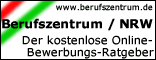 www.berufszentrum.de
Berufszentrum / NRW
Der kostenlose Online-
Bewerbungs-Ratgeber